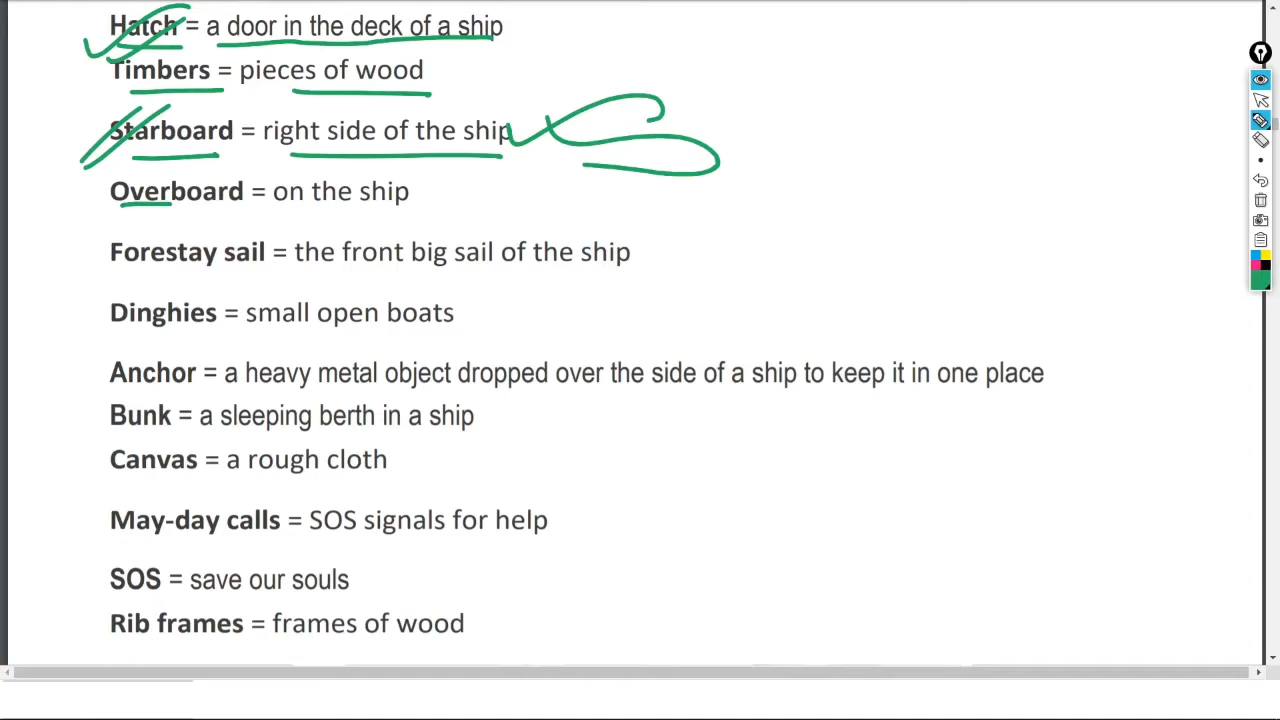 Hatch = a door in the deck of a ship
Timbers = pieces of wood
Starboard = right side of the ship
Overboard = on the ship
Forestay sail = the front big sail of the ship
Dinghies = small open boats
Anchor = a heavy metal object dropped over the side of a ship to keep it in one place
Bunk = a sleeping berth in a ship
Canvas = a rough cloth
May-day calls = SOS signals for help
SOS = save our souls
Rib frames = frames of wood